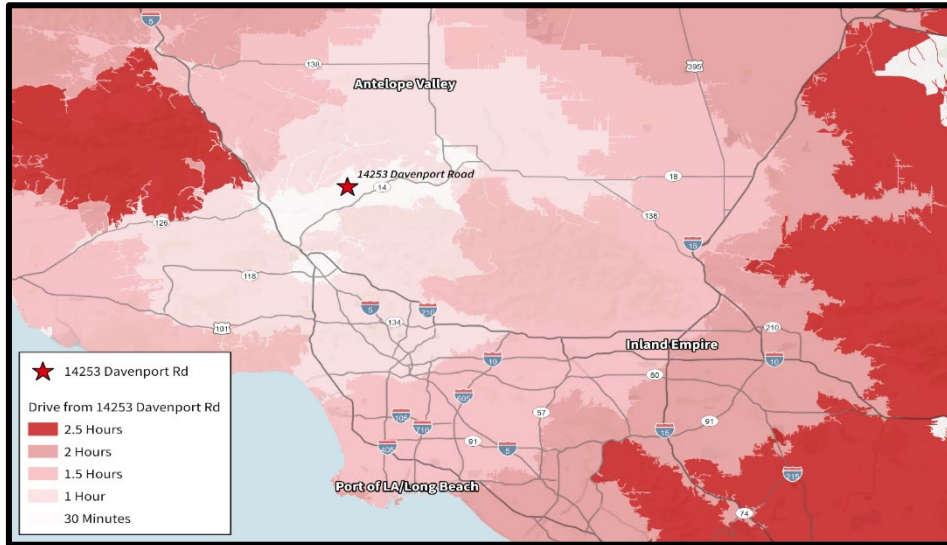 5
138
395
Antelope Valley
14253 Davenport Road
14
18
138
126
15
118
5
210
134
101
210
Inland Empire
10
10
60
605
57
105
710
91
15
91
405
5
Port of LA/Long Beach
215
74
14253 Davenport Rd
Drive from 14253 Davenport Rd
2.5 Hours
2 Hours
1.5 Hours
1 Hour
30 Minutes